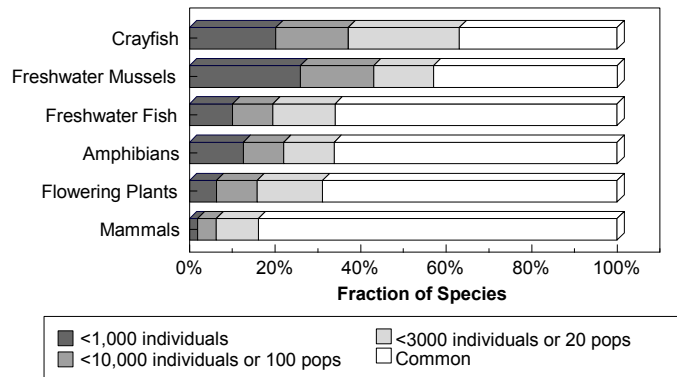 Crayfish
Freshwater Mussels
Freshwater Fish
Amphibians
Flowering Plants
Mammals
0% 20% 40% 60% 80% 100%
Fraction of Species
<1,000 individuals
<10,000 individuals or 100 pops
<3000 individuals or 20 pops
Common